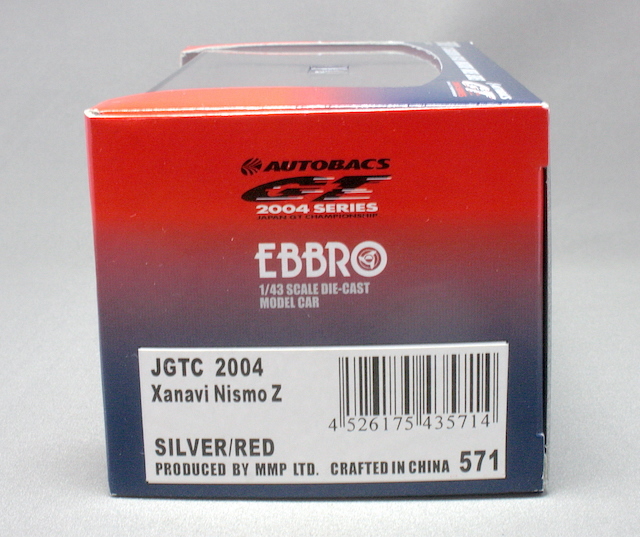 AUTOBACS
GT
2004 SERIES
JAPAN GT CHAMPIONSHIP
EBBRO
1/43 SCALE DIE-CAST
MODEL CAR
JGTC 2004
Xanavi Nismo Z
4 526175 435714
SILVER/RED
PRODUCED BY MMP LTD. CRAFTED IN CHINA 571